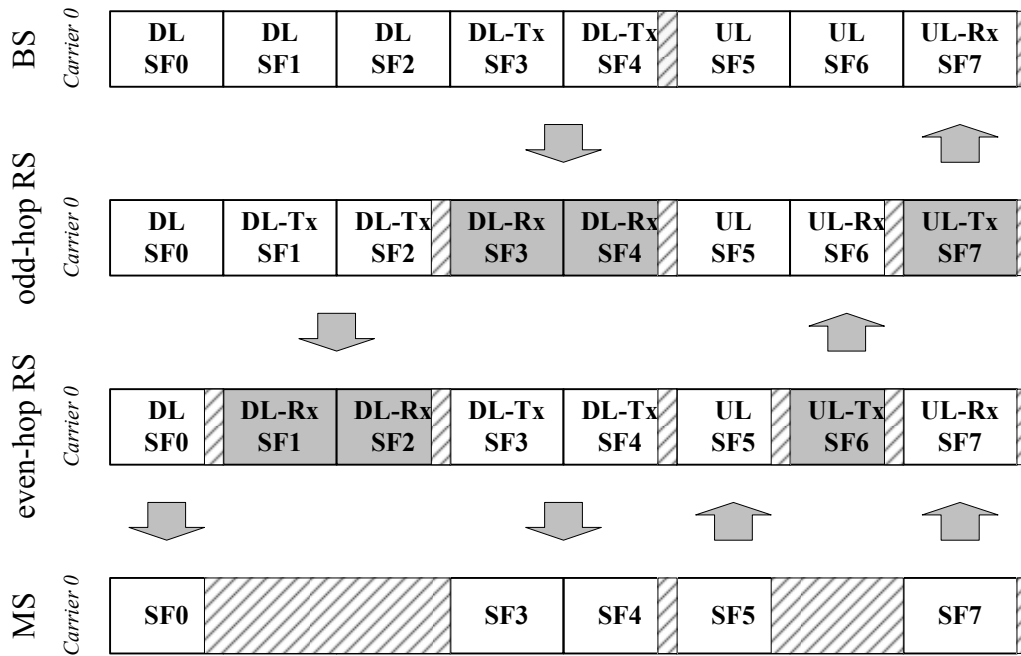 BS
Carrier 0
DL DL DL DL-Tx DL-Tx UL UL UL-Rx
SF0 SF1 SF2 SF3 SF4 SF5 SF6 SF7
odd-hop RS
Carrier 0
DL DL-Tx DL-Tx DL-Rx DL-Rx UL UL-Rx UL-Tx
SF0 SF1 SF2 SF3 SF4 SF5 SF6 SF7
even-hop RS
Carrier 0
DL DL-Rx DL-Rx DL-Tx DL-Tx UL UL-Tx UL-Rx
SF0 SF1 SF2 SF3 SF4 SF5 SF6 SF7
MS
Carrier 0
SF0 SF3 SF4 SF5 SF7